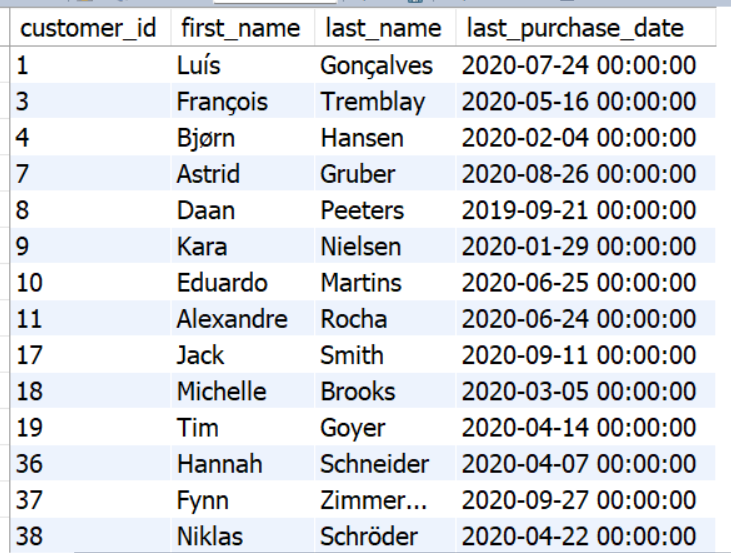 customer_id first_name last_name last_purchase_date
1 Luís Gonçalves 2020-07-24 00:00:00
3 François Tremblay 2020-05-16 00:00:00
4 Bjørn Hansen 2020-02-04 00:00:00
7 Astrid Gruber 2020-08-26 00:00:00
8 Daan Peeters 2019-09-21 00:00:00
9 Kara Nielsen 2020-01-29 00:00:00
10 Eduardo Martins 2020-06-25 00:00:00
11 Alexandre Rocha 2020-06-24 00:00:00
17 Jack Smith 2020-09-11 00:00:00
18 Michelle Brooks 2020-03-05 00:00:00
19 Tim Goyer 2020-04-14 00:00:00
36 Hannah Schneider 2020-04-07 00:00:00
37 Fynn Zimmer... 2020-09-27 00:00:00
38 Niklas Schröder 2020-04-22 00:00:00